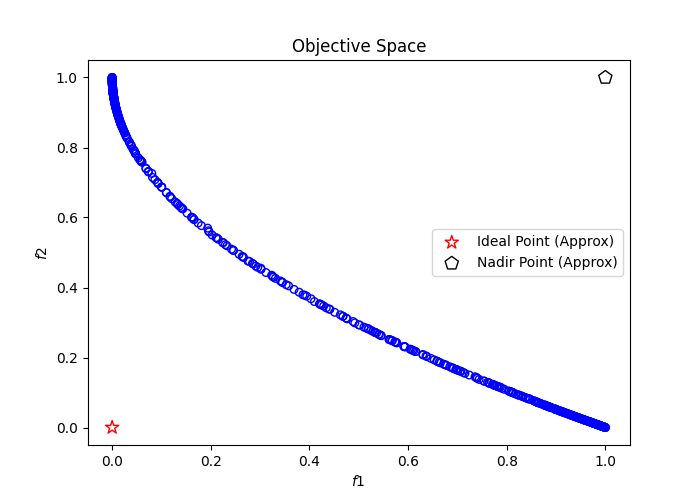 Objective Space
f2
1.0
0.8
0.6
0.4
0.2
0.0
Ideal Point (Approx)
Nadir Point (Approx)
0.0 0.2 0.4 0.6 0.8 1.0
f1